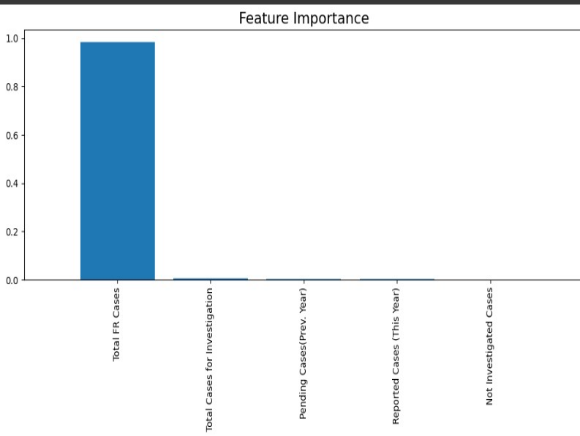 Feature Importance
1.0
0.8
0.6
0.4
0.2
0.0
Total FR Cases
Total Cases for Investigation
Pending Cases(Prev. Year)
Reported Cases (This Year)
Not Investigated Cases